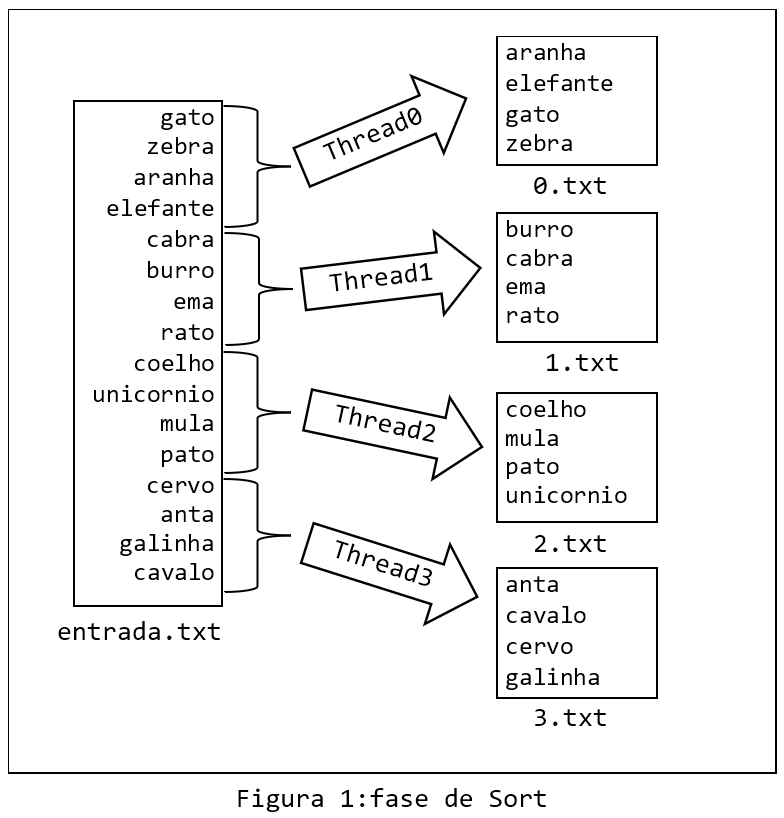 gato
zebra
aranha
elefante
cabra
burro
ema
rato
coelho
unicornio
mula
pato
cervo
anta
galinha
cavalo
entrada.txt
Thread0
Thread1
Thread2
Thread3
aranha
elefante
gato
zebra
0.txt
burro
cabra
ema
rato
1.txt
coelho
mula
pato
unicornio
2.txt
anta
cavalo
cervo
galinha
3.txt
Figura 1:fase de Sort